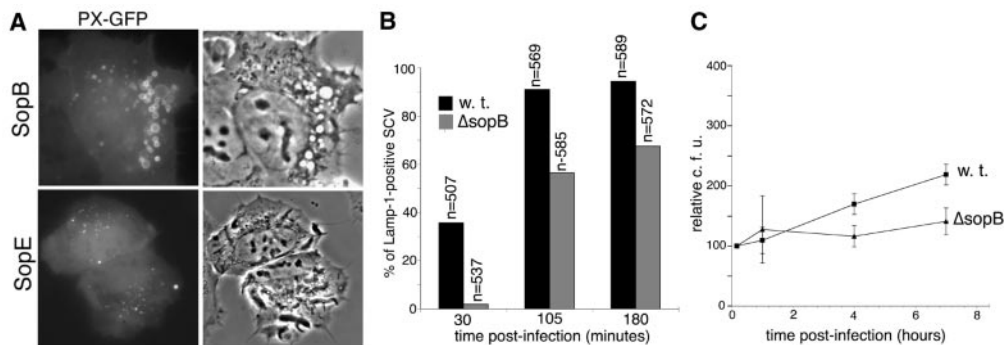 A
PX-GFP
SopB
SopE
B
% of Lamp-1-positive SCV
100
80
60
40
20
0
w. t.
ΔsopB
n=507
n=537
n=569
n-585
n=589
n=572
30 105 180
time post-infection (minutes)
C
relative c. f. u.
400
300
200
100
0 2 4 6 8
w. t.
ΔsopB
time post-infection (hours)